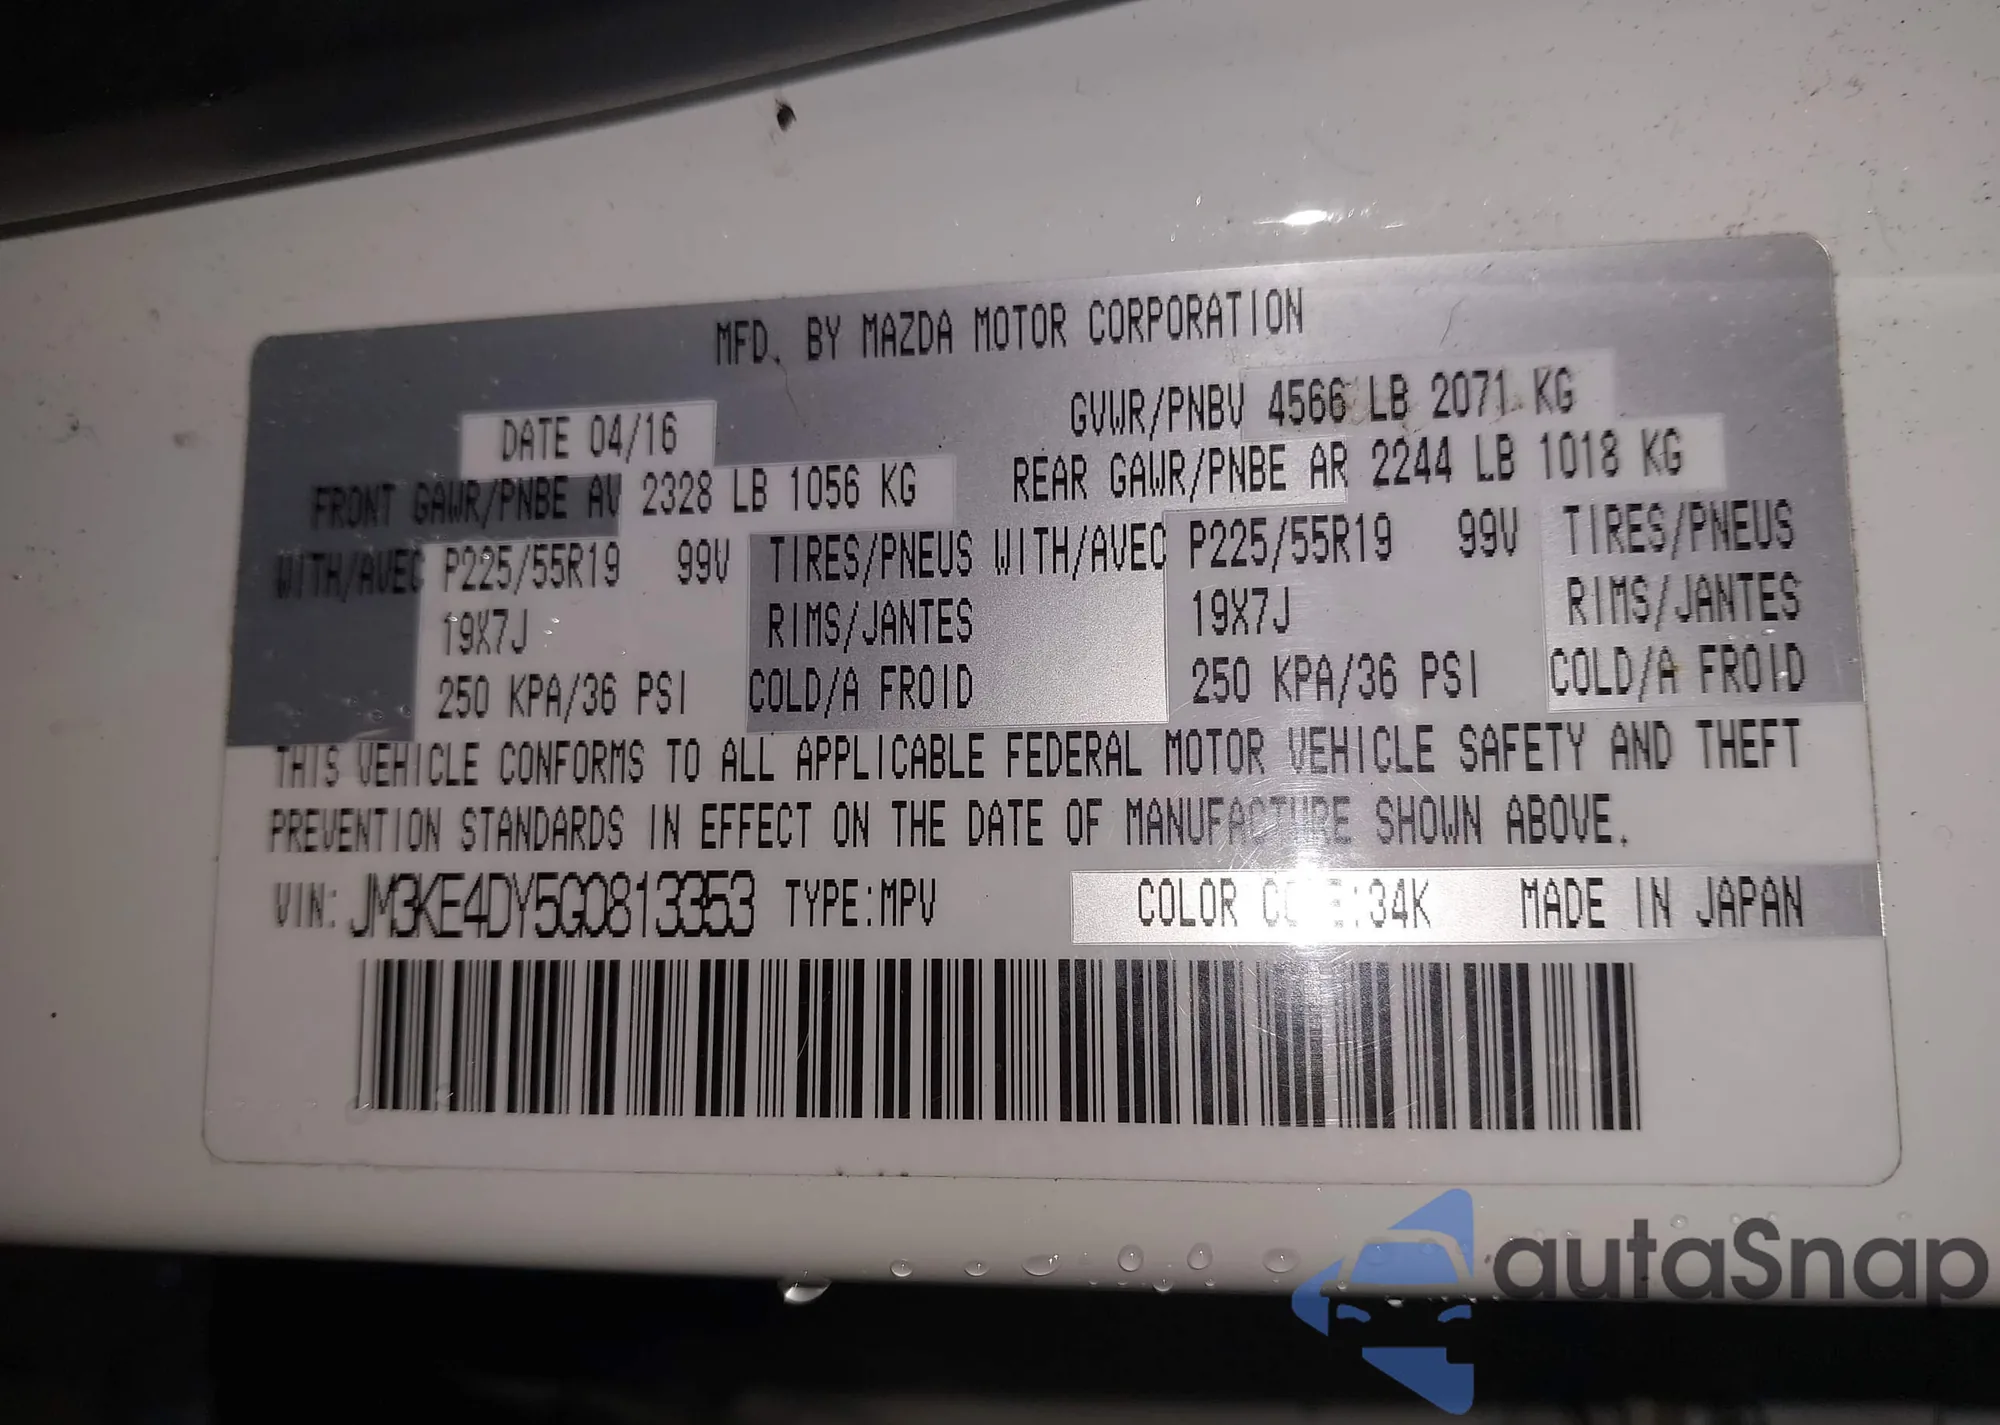 MFD. BY MAZDA MOTOR CORPORATION
DATE 04/16 GVWR/PNBV 4566 LB 2071 KG
FRONT GAWR/PNBE AV 2328 LB 1056 KG REAR GAWR/PNBE AR 2244 LB 1018 KG
WITH/AVEC P225/55R19 99V TIRES/PNEUS WITH/AVEC P225/55R19 99V TIRES/PNEUS
19X7J RIMS/JANTES 19X7J RIMS/JANTES
250 KPA/36 PSI COLD/A FROID 250 KPA/36 PSI COLD/A FROID
THIS VEHICLE CONFORMS TO ALL APPLICABLE FEDERAL MOTOR VEHICLE SAFETY AND THEFT
PREVENTION STANDARDS IN EFFECT ON THE DATE OF MANUFACTURE SHOWN ABOVE.
VIN: JM3KE4DY5G0813353 TYPE:MPV COLOR CODE:34K MADE IN JAPAN
autaSnap